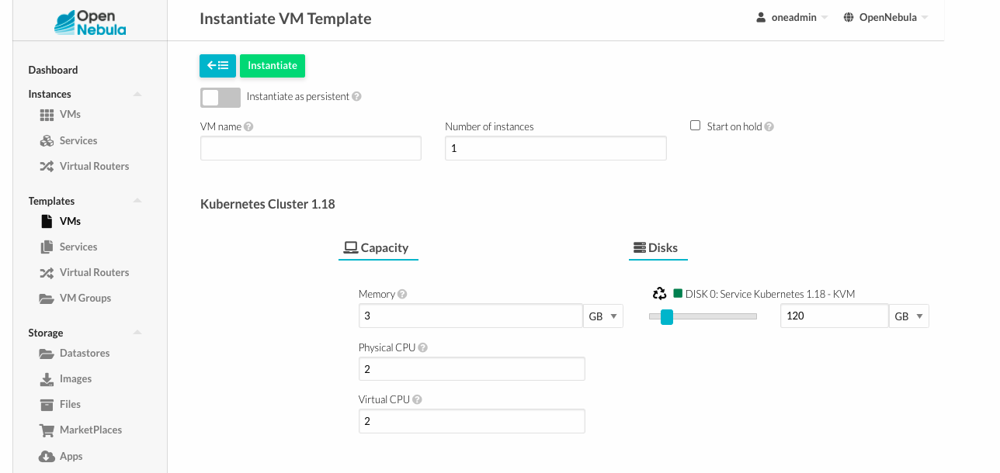 Open
Nebula
Instantiate VM Template
oneadmin
OpenNebula
Dashboard
Instances
VMs
Services
Virtual Routers
Templates
VMs
Services
Virtual Routers
VM Groups
Storage
Datastores
Images
Files
MarketPlaces
Apps
Instantiate
Instantiate as persistent ?
VM name ?
Number of instances
1
Start on hold ?
Kubernetes Cluster 1.18
Capacity
Memory ?
3 GB
Physical CPU ?
2
Virtual CPU ?
2
Disks
DISK 0: Service Kubernetes 1.18 - KVM
120 GB